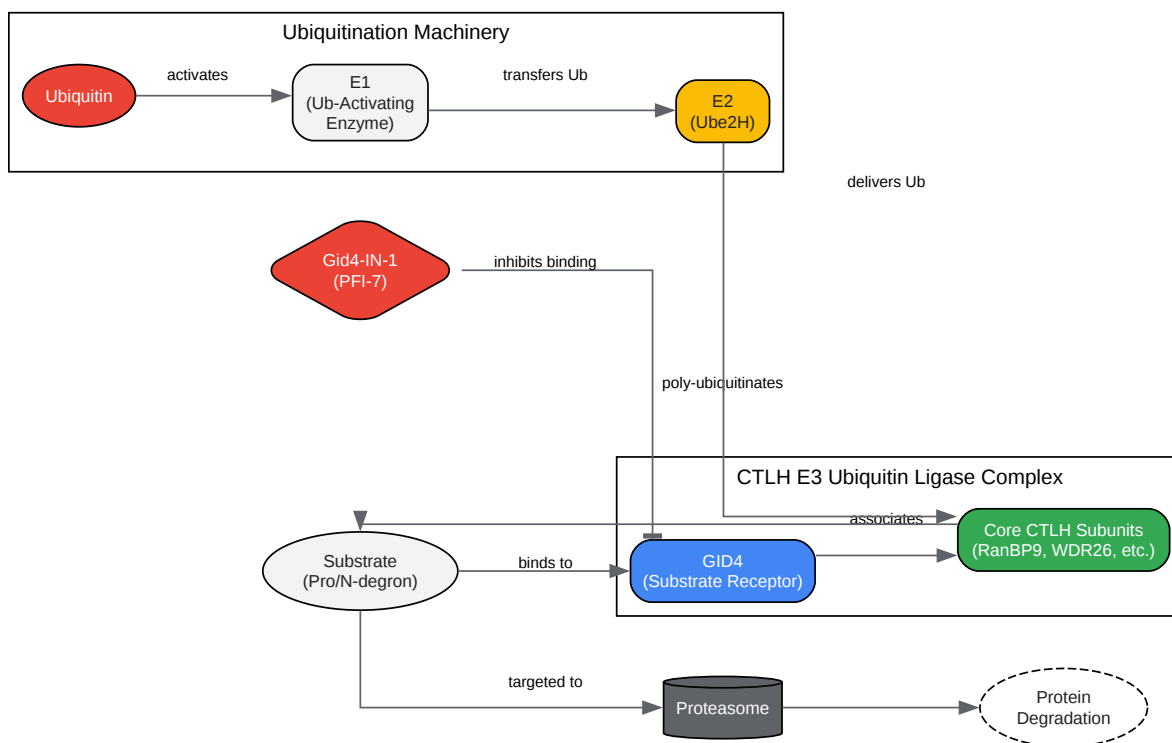 Ubiquitination Machinery
Ubiquitin
activates
E1
(Ub-Activating
Enzyme)
transfers Ub
E2
(Ube2H)
delivers Ub
Gid4-IN-1
(PFI-7)
inhibits binding
poly-ubiquitinates
CTLH E3 Ubiquitin Ligase Complex
associates
Core CTLH Subunits
(RanBP9, WDR26, etc.)
Substrate
(Pro/N-degron)
binds to
GID4
(Substrate Receptor)
targeted to
Proteasome
Protein
Degradation